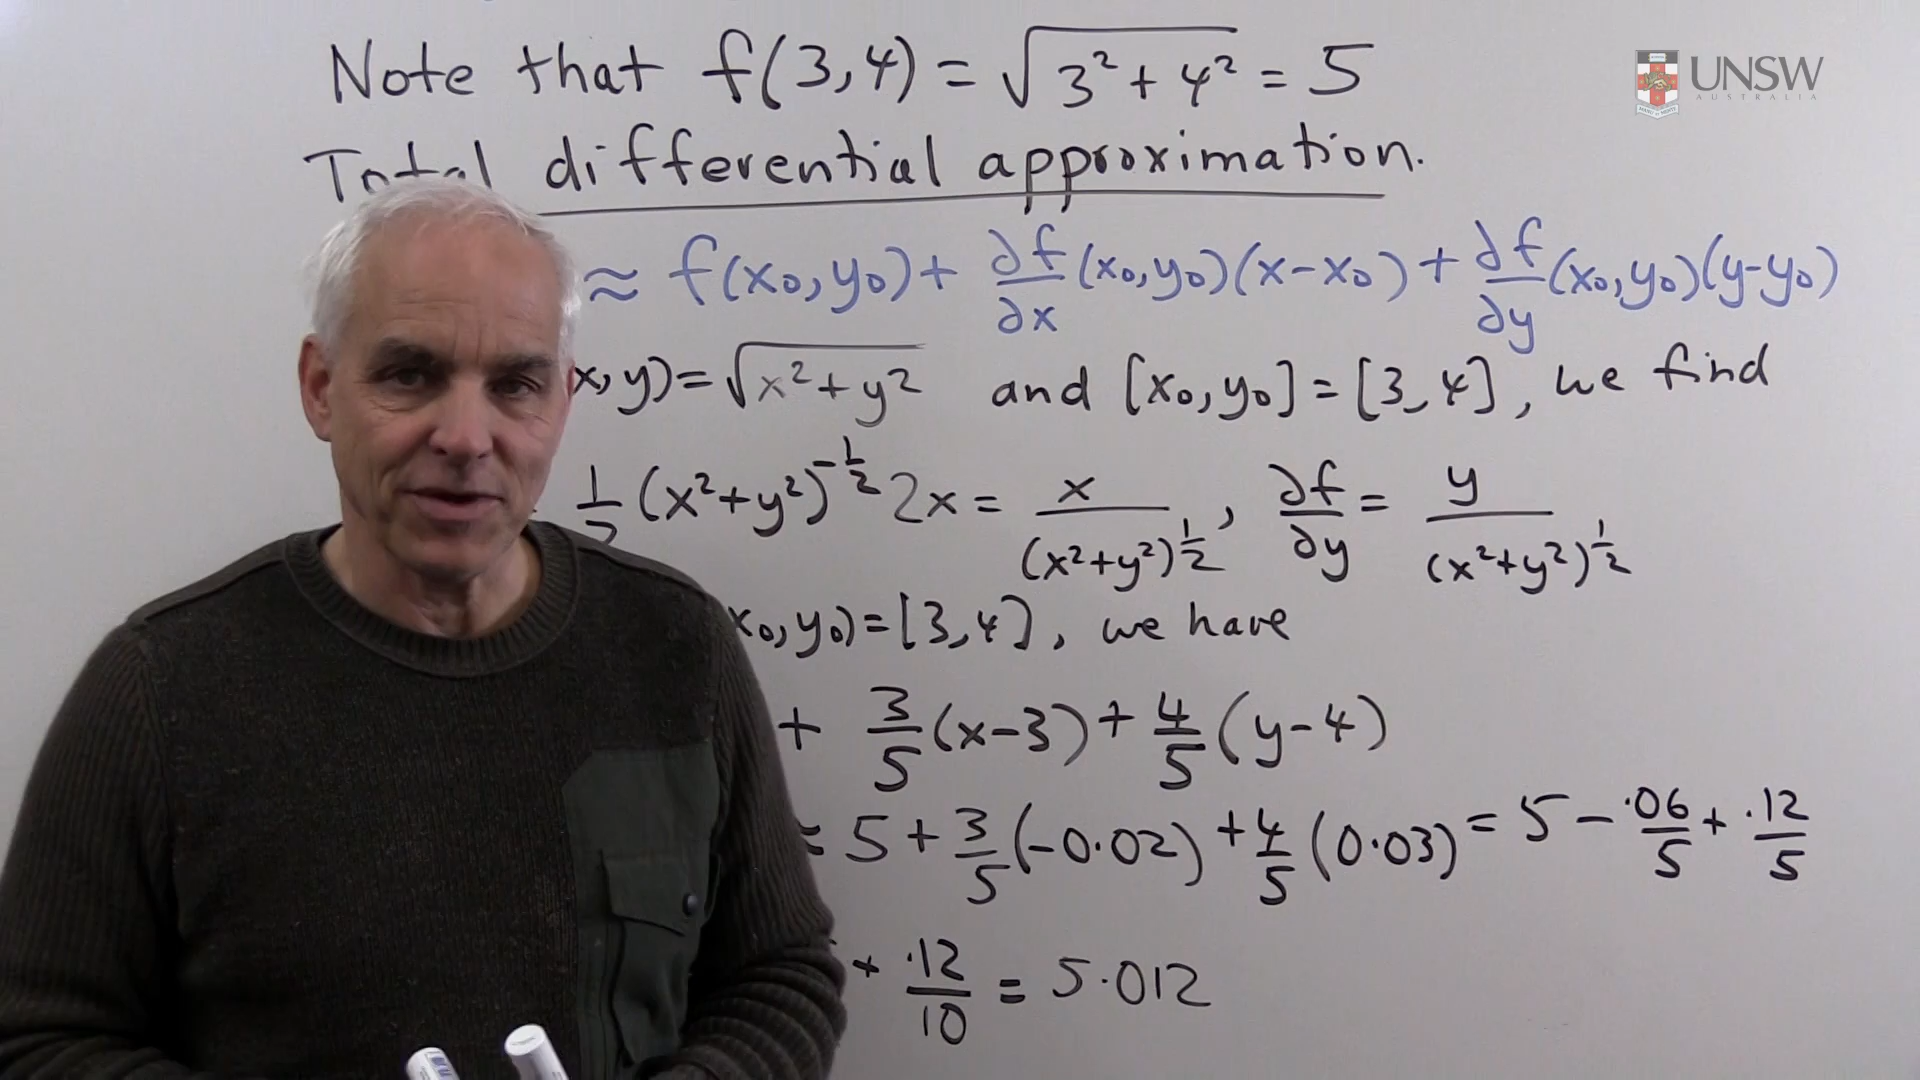 Note that f(3,4) = √3²+4² = 5
UNSW
AUSTRALIA
Total differential approximation.
≈ f(x₀,y₀) + ∂f/∂x (x₀,y₀)(x-x₀) + ∂f/∂y (x₀,y₀)(y-y₀)
x,y) = √x²+y² and [x₀,y₀] = [3,4], we find
1/2 (x²+y²)^-1/2 2x = x/(x²+y²)^1/2, ∂f/∂y = y/(x²+y²)^1/2
x₀,y₀) = [3,4], we have
+ 3/5 (x-3) + 4/5 (y-4)
≈ 5 + 3/5 (-0.02) + 4/5 (0.03) = 5 - .06/5 + .12/5
+ .12/10 = 5.012